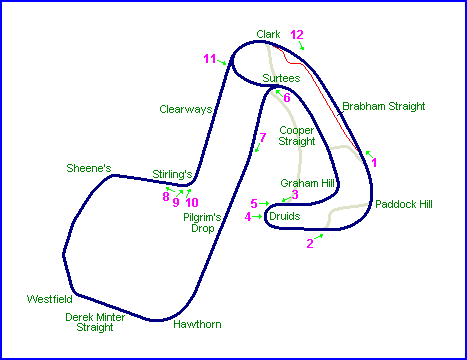 Clark
12
11
Surtees
6
Clearways
Brabham Straight
Cooper
Straight
7
1
Sheene's
Stirling's
8
9
10
Graham Hill
3
5
4
Druids
Paddock Hill
Pilgrim's
Drop
2
Westfield
Derek Minter
Straight
Hawthorn